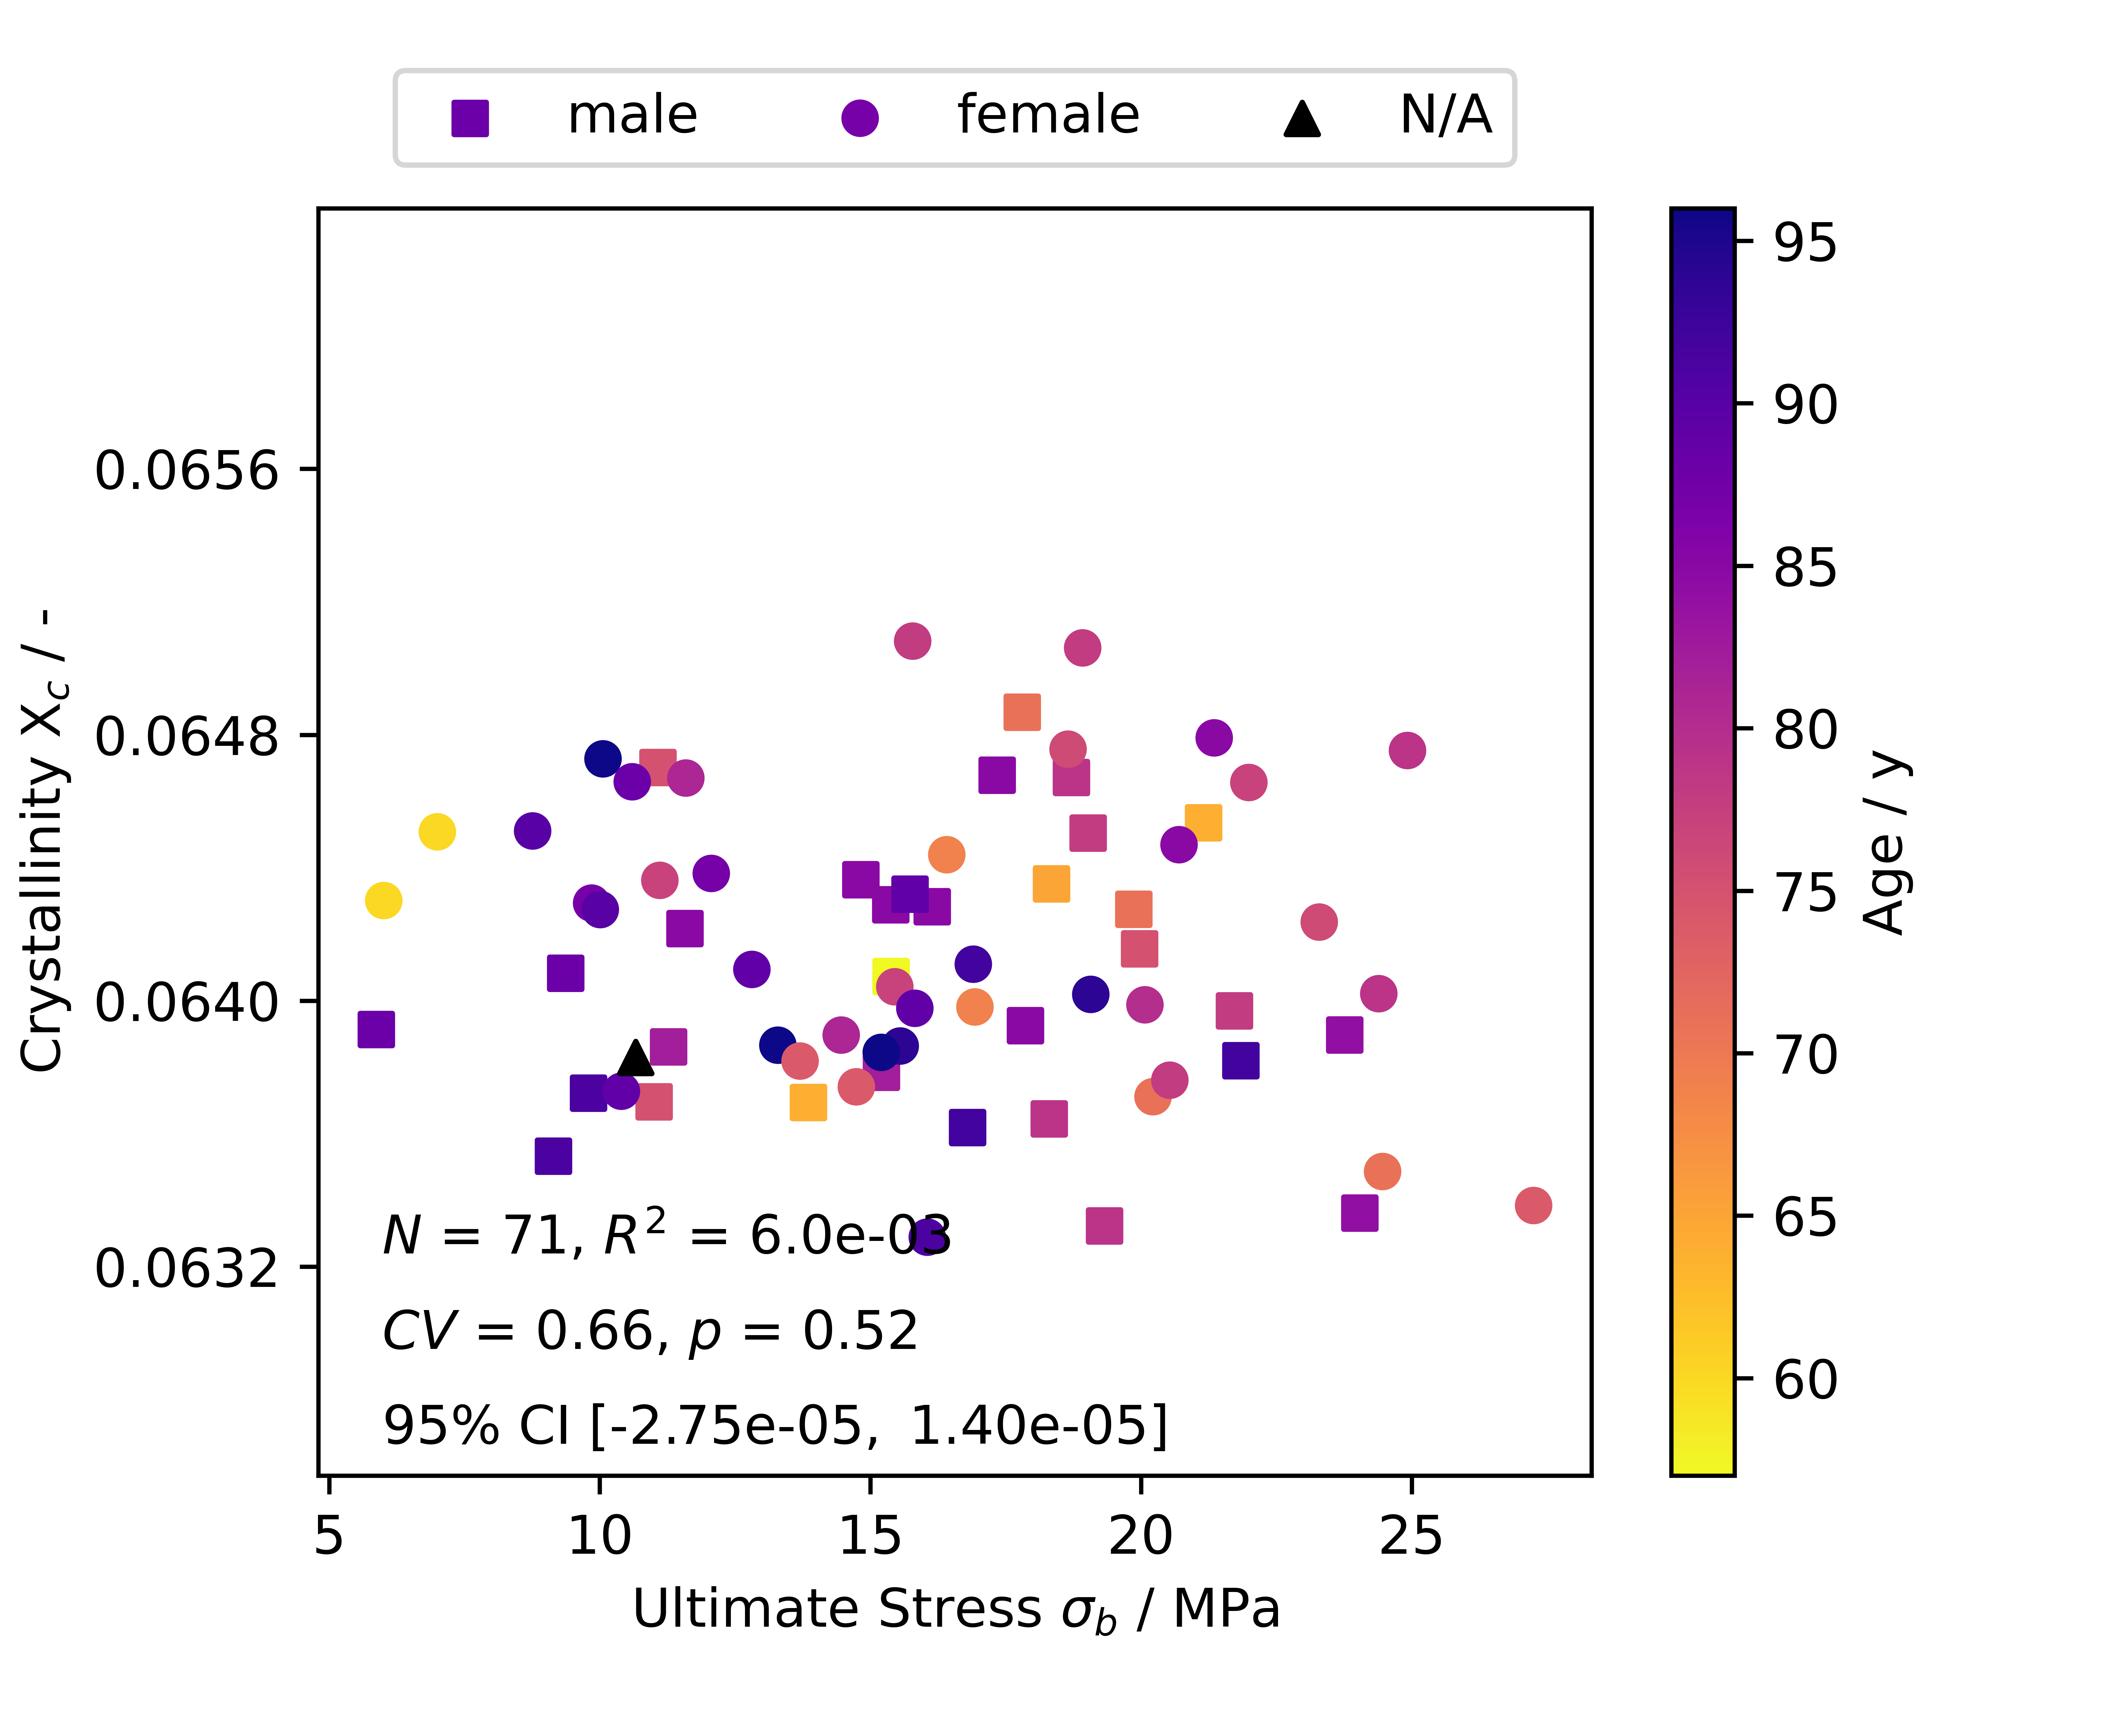 male female N/A
95
90
85
80
75
70
65
60
Age / y
0.0656
0.0648
0.0640
0.0632
Crystallinity X_c / -
N = 71, R² = 6.0e-03
CV = 0.66, p = 0.52
95% CI [-2.75e-05, 1.40e-05]
5 10 15 20 25
Ultimate Stress σ_b / MPa